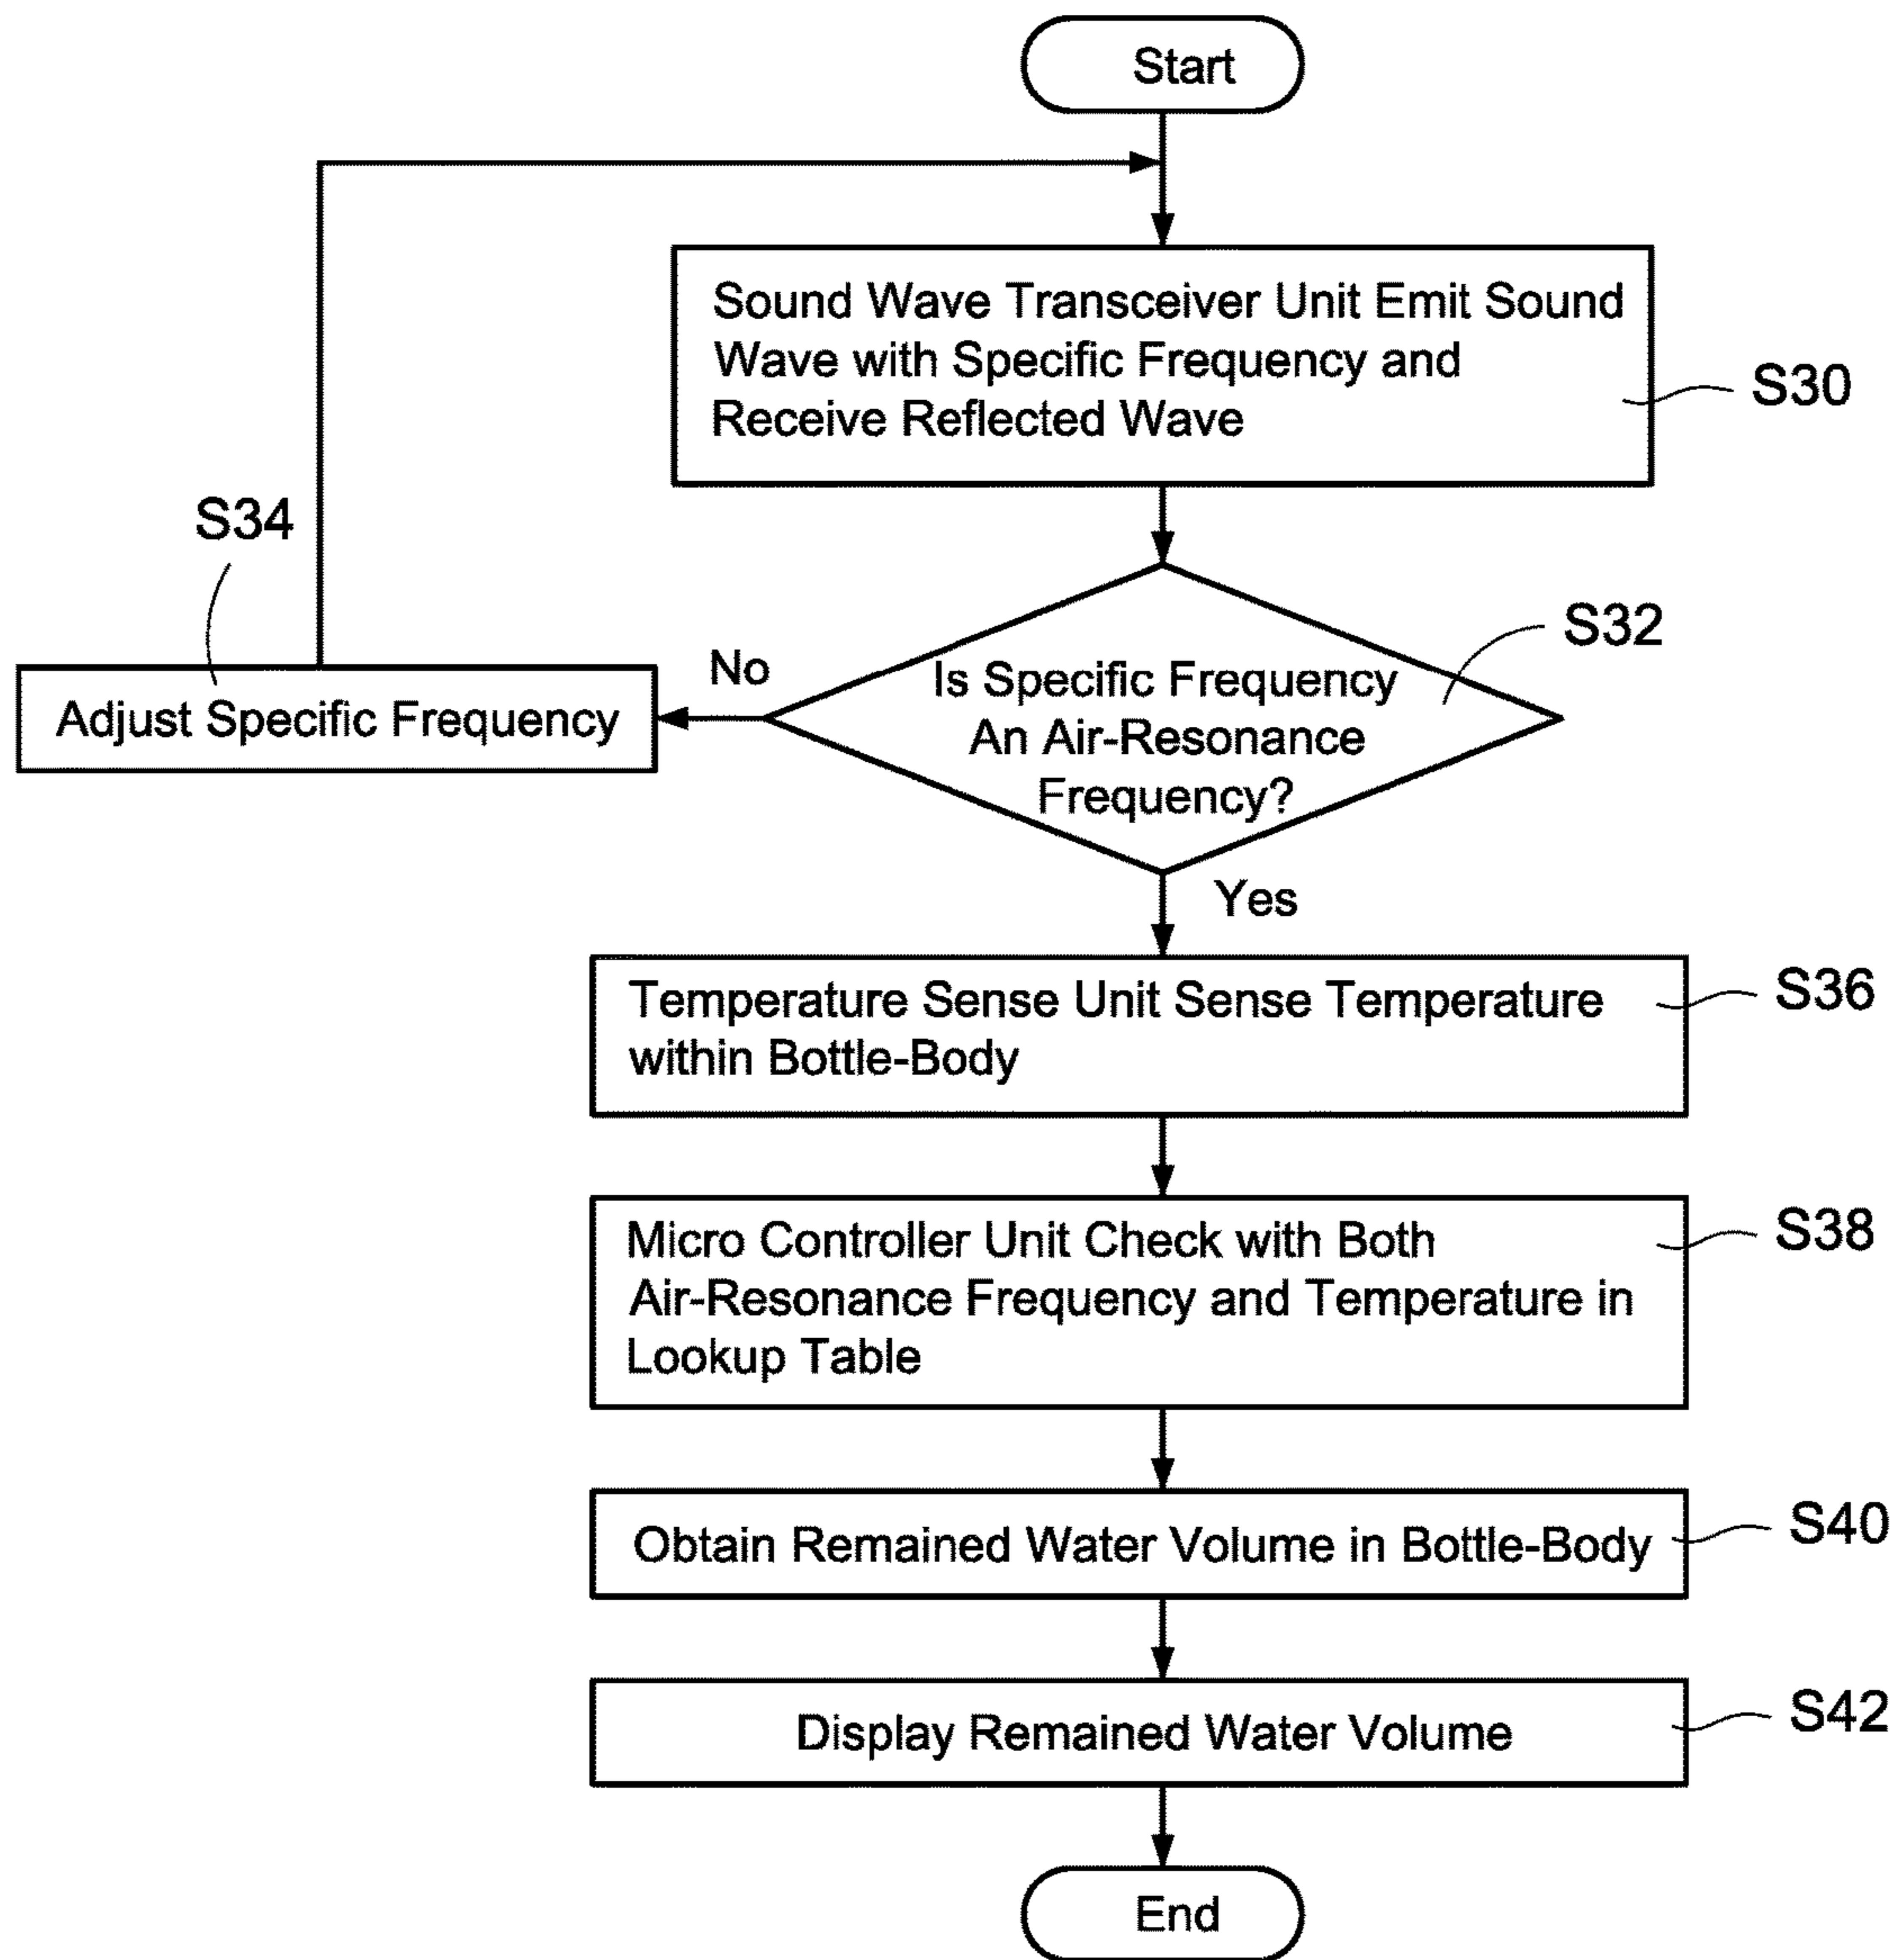 Start
Sound Wave Transceiver Unit Emit Sound
Wave with Specific Frequency and
Receive Reflected Wave
S30
S34
S32
No
Is Specific Frequency
An Air-Resonance
Frequency?
Adjust Specific Frequency
Yes
Temperature Sense Unit Sense Temperature
within Bottle-Body
S36
Micro Controller Unit Check with Both
Air-Resonance Frequency and Temperature in
Lookup Table
S38
Obtain Remained Water Volume in Bottle-Body
S40
Display Remained Water Volume
S42
End